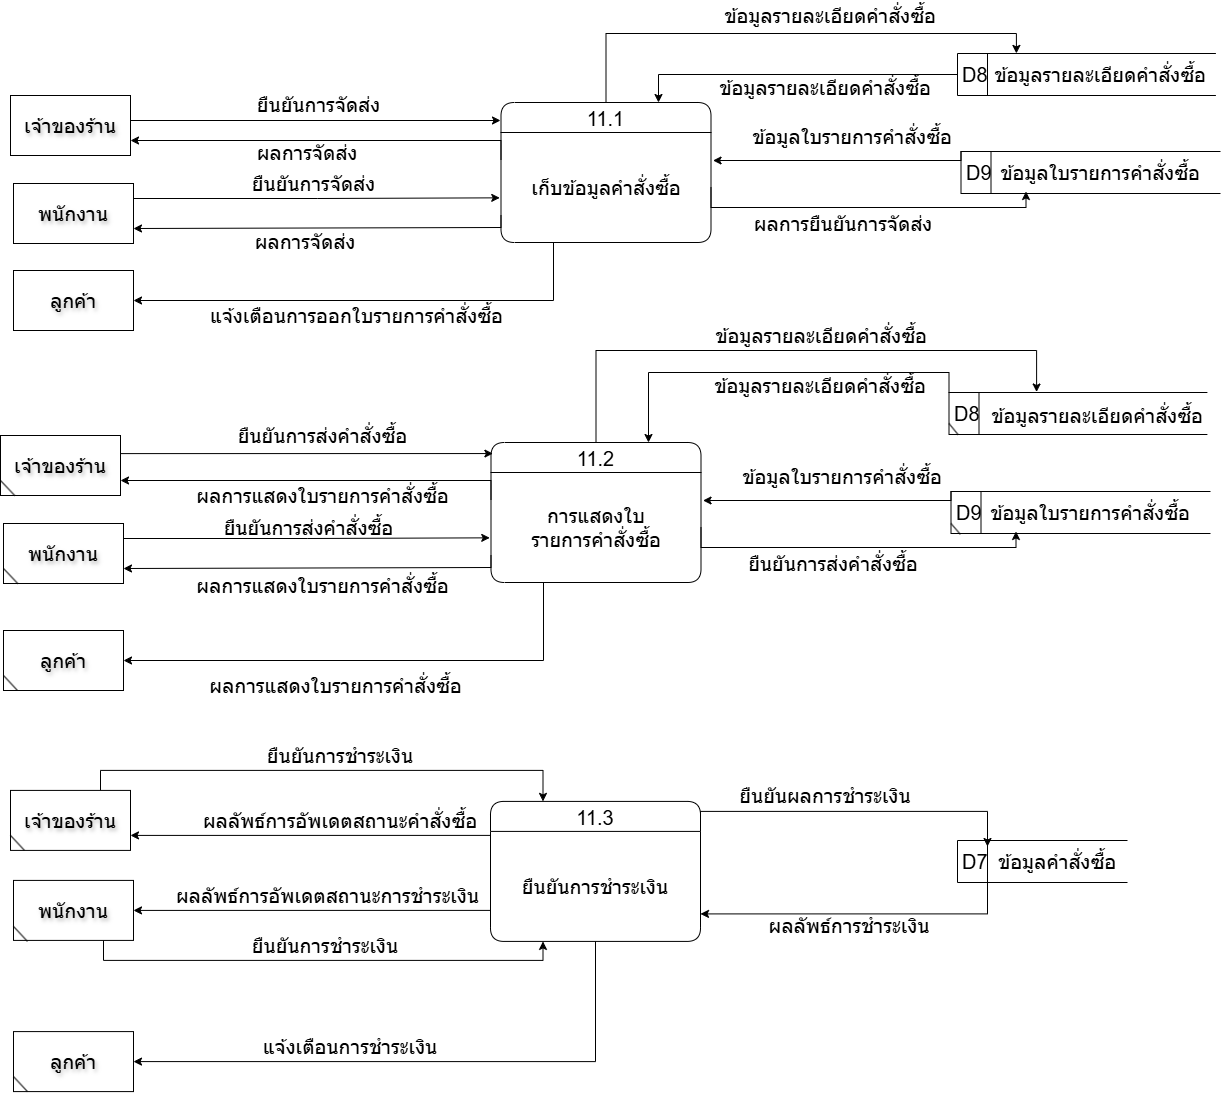 ข้อมูลรายละเอียดคำสั่งซื้อ
D8 ข้อมูลรายละเอียดคำสั่งซื้อ
ข้อมูลรายละเอียดคำสั่งซื้อ
เจ้าของร้าน
ยืนยันการจัดส่ง
ผลการจัดส่ง
11.1
เก็บข้อมูลคำสั่งซื้อ
ข้อมูลใบรายการคำสั่งซื้อ
D9 ข้อมูลใบรายการคำสั่งซื้อ
ผลการยืนยันการจัดส่ง
พนักงาน
ยืนยันการจัดส่ง
ผลการจัดส่ง
ลูกค้า
แจ้งเตือนการออกใบรายการคำสั่งซื้อ
ข้อมูลรายละเอียดคำสั่งซื้อ
ข้อมูลรายละเอียดคำสั่งซื้อ
D8 ข้อมูลรายละเอียดคำสั่งซื้อ
เจ้าของร้าน
ยืนยันการส่งคำสั่งซื้อ
ผลการแสดงใบรายการคำสั่งซื้อ
11.2
การแสดงใบ
รายการคำสั่งซื้อ
ข้อมูลใบรายการคำสั่งซื้อ
D9 ข้อมูลใบรายการคำสั่งซื้อ
ยืนยันการส่งคำสั่งซื้อ
พนักงาน
ยืนยันการส่งคำสั่งซื้อ
ผลการแสดงใบรายการคำสั่งซื้อ
ลูกค้า
ผลการแสดงใบรายการคำสั่งซื้อ
ยืนยันการชำระเงิน
เจ้าของร้าน
ผลลัพธ์การอัพเดตสถานะคำสั่งซื้อ
11.3
ยืนยันการชำระเงิน
ยืนยันผลการชำระเงิน
D7 ข้อมูลคำสั่งซื้อ
ผลลัพธ์การชำระเงิน
พนักงาน
ผลลัพธ์การอัพเดตสถานะการชำระเงิน
ยืนยันการชำระเงิน
ลูกค้า
แจ้งเตือนการชำระเงิน